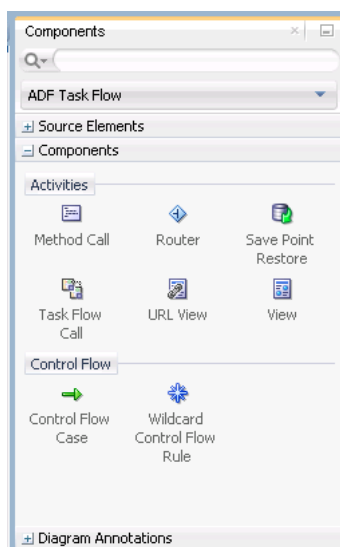 Components
ADF Task Flow
Source Elements
Components
Activities
Method Call
Router
Save Point
Restore
Task Flow
Call
URL View
View
Control Flow
Control Flow
Case
Wildcard
Control Flow
Rule
Diagram Annotations